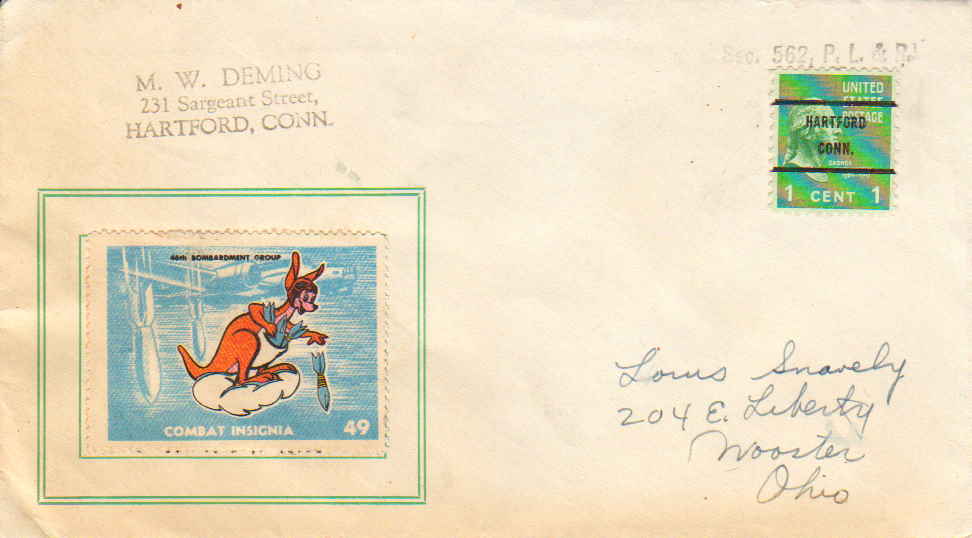 M. W. DEMING
231 Sargeant Street,
HARTFORD, CONN.
Sec. 562, P. L. & R.
UNITED
STATES
POSTAGE
HARTFORD
CONN.
GEORGE
1 CENT 1
46th BOMBARDMENT GROUP
COMBAT INSIGNIA 49
Louis Snavely
204 E. Liberty
Wooster
Ohio